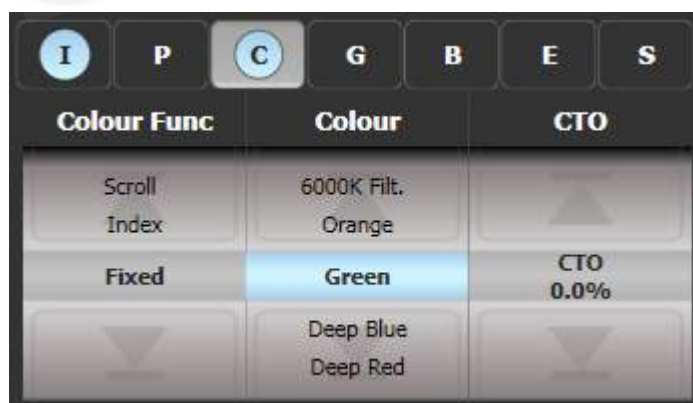 I P C G B E S
Colour Func Colour CTO
Scroll 6000K Filt.
Index Orange
Fixed Green CTO
0.0%
Deep Blue
Deep Red